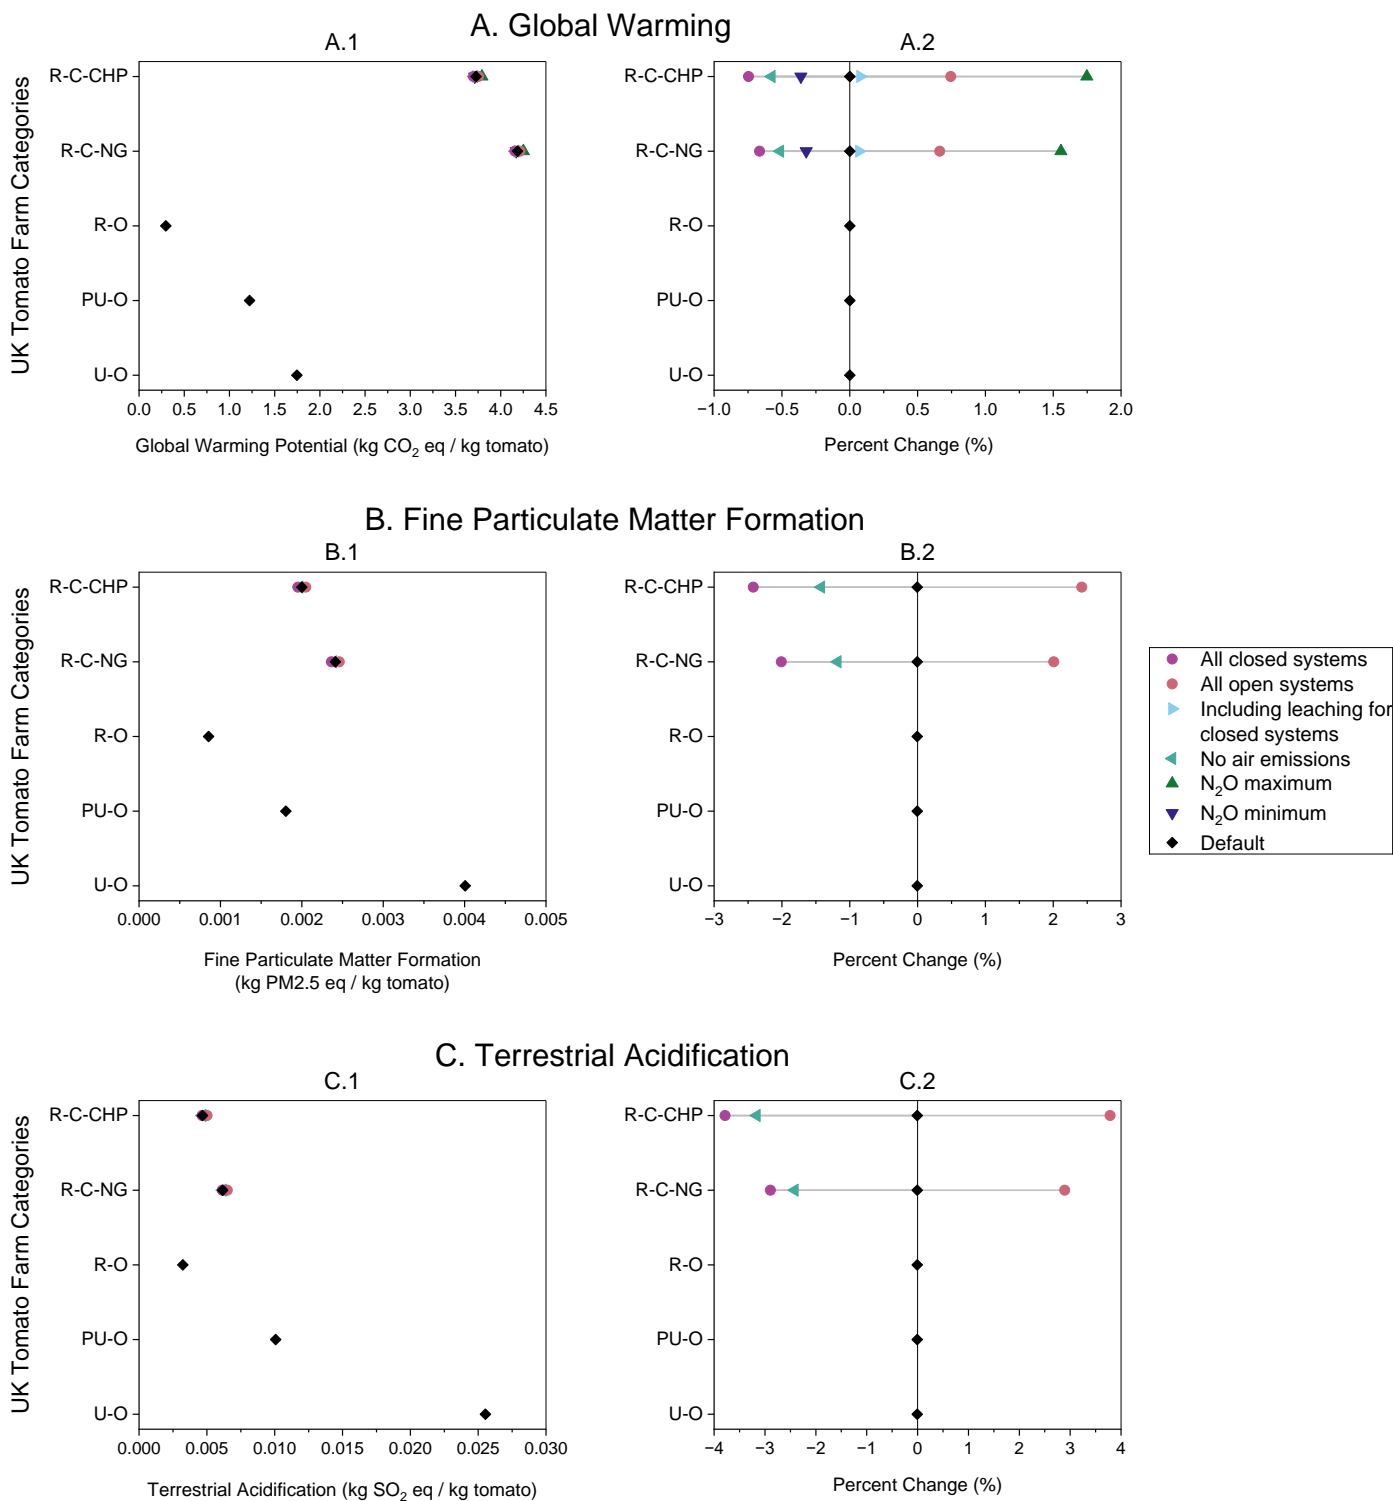 A. Global Warming
A.1
A.2
UK Tomato Farm Categories
R-C-CHP
R-C-NG
R-O
PU-O
U-O
0.0 0.5 1.0 1.5 2.0 2.5 3.0 3.5 4.0 4.5
Global Warming Potential (kg CO₂ eq / kg tomato)
R-C-CHP
R-C-NG
R-O
PU-O
U-O
−1.0 −0.5 0.0 0.5 1.0 1.5 2.0
Percent Change (%)
B. Fine Particulate Matter Formation
B.1
B.2
UK Tomato Farm Categories
R-C-CHP
R-C-NG
R-O
PU-O
U-O
0.000 0.001 0.002 0.003 0.004 0.005
Fine Particulate Matter Formation
(kg PM2.5 eq / kg tomato)
R-C-CHP
R-C-NG
R-O
PU-O
U-O
−3 −2 −1 0 1 2 3
Percent Change (%)
All closed systems
All open systems
Including leaching for
closed systems
No air emissions
N₂O maximum
N₂O minimum
Default
C. Terrestrial Acidification
C.1
C.2
UK Tomato Farm Categories
R-C-CHP
R-C-NG
R-O
PU-O
U-O
0.000 0.005 0.010 0.015 0.020 0.025 0.030
Terrestrial Acidification (kg SO₂ eq / kg tomato)
R-C-CHP
R-C-NG
R-O
PU-O
U-O
−4 −3 −2 −1 0 1 2 3 4
Percent Change (%)